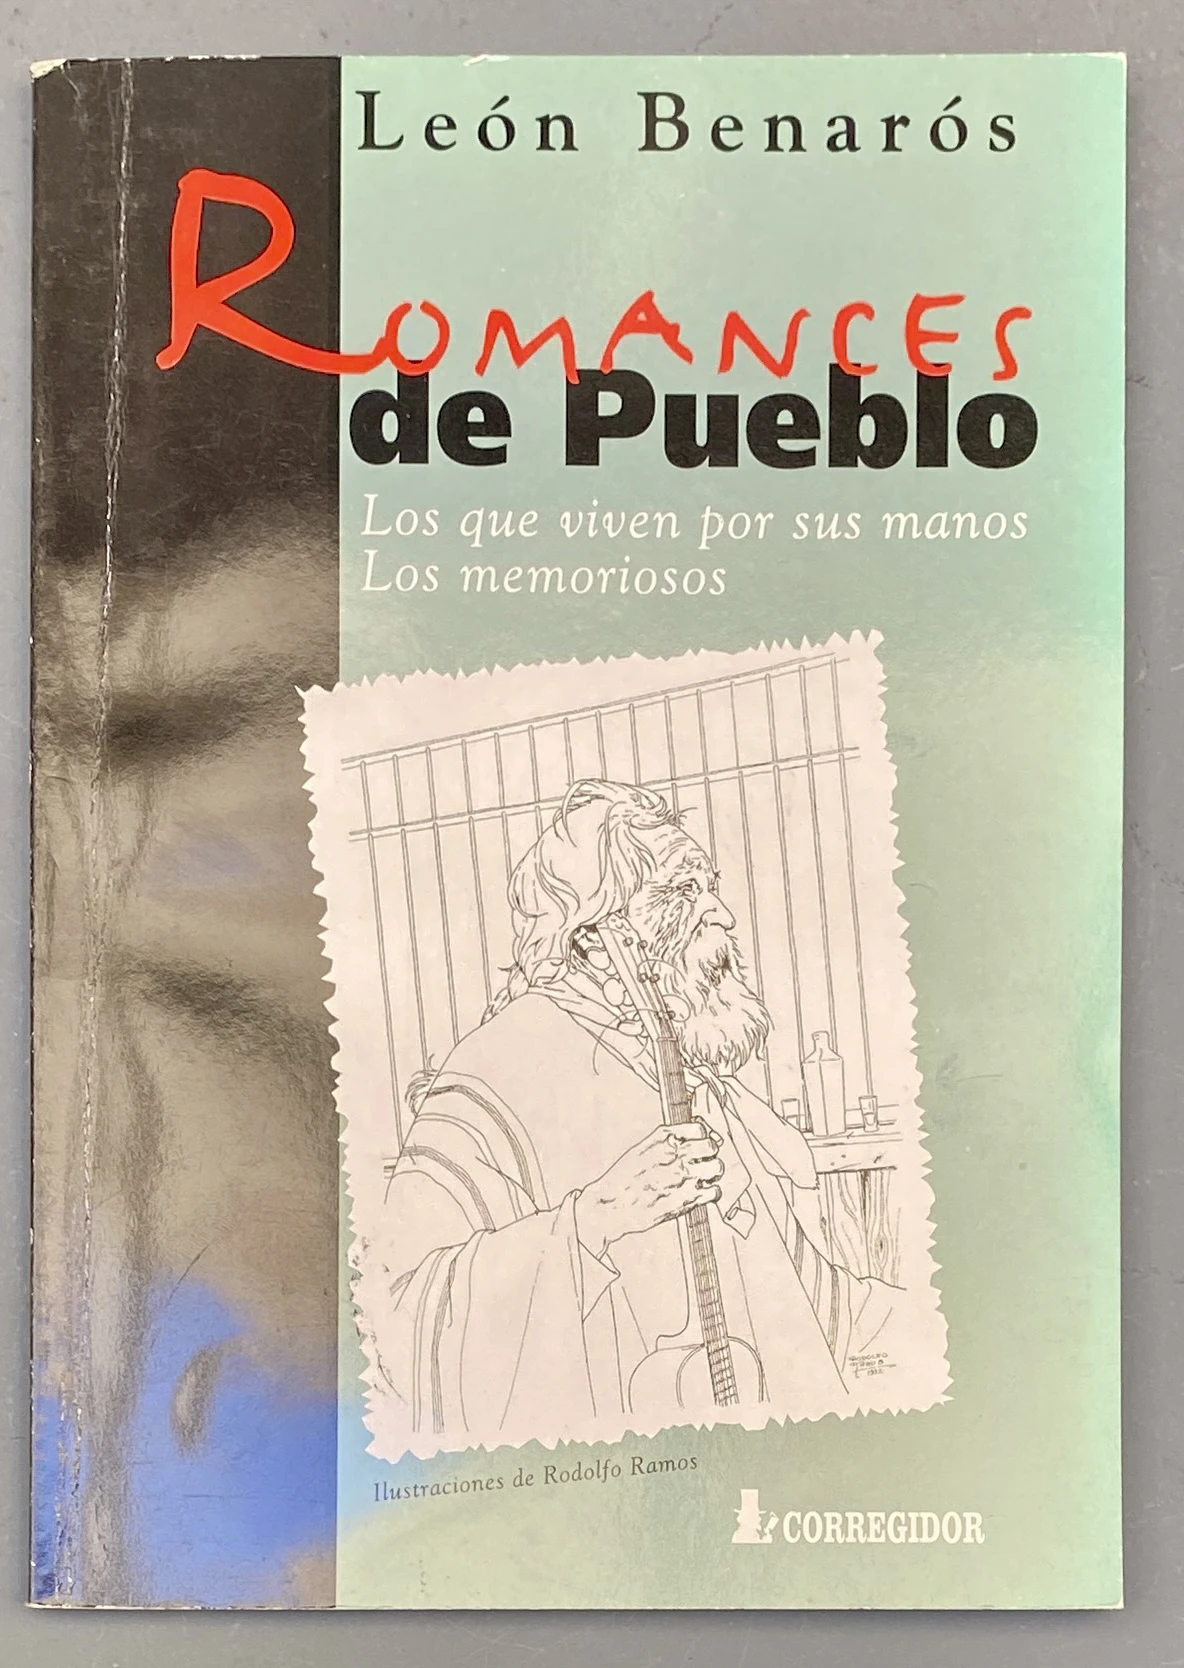 León Benarós
Romances
de Pueblo
Los que viven por sus manos
Los memoriosos
Ilustraciones de Rodolfo Ramos
CORREGIDOR